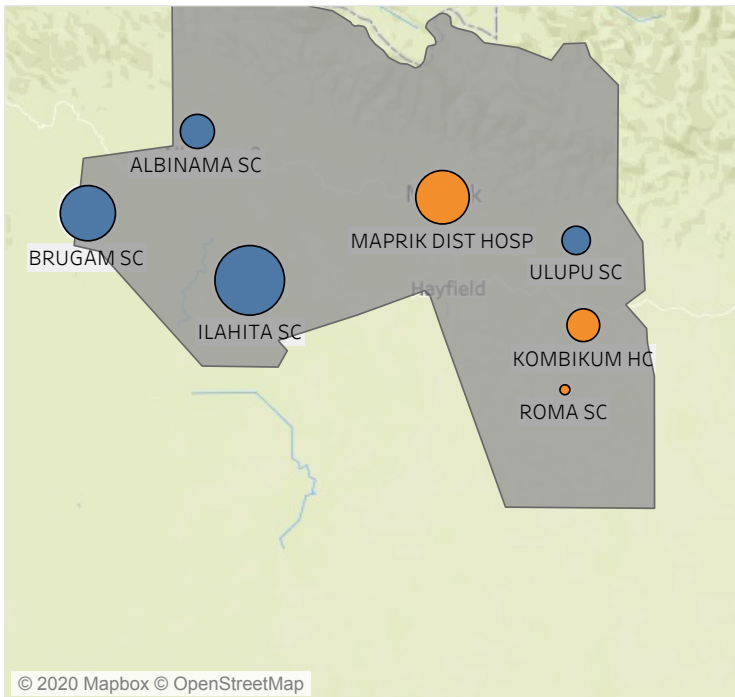 ALBINAMA SC
BRUGAM SC
MAPRIK DIST HOSP
ULUPU SC
ILAHITA SC
Hayfield
KOMBIKUM HC
ROMA SC
© 2020 Mapbox © OpenStreetMap